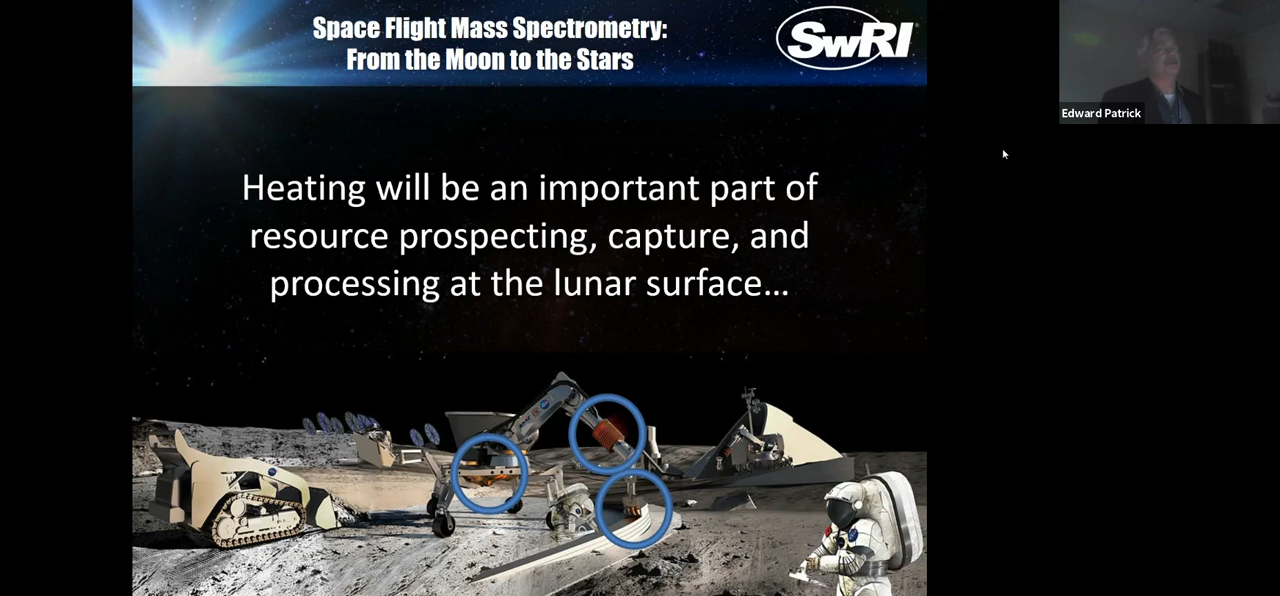 Space Flight Mass Spectrometry:
From the Moon to the Stars
SwRI
Edward Patrick
Heating will be an important part of
resource prospecting, capture, and
processing at the lunar surface...